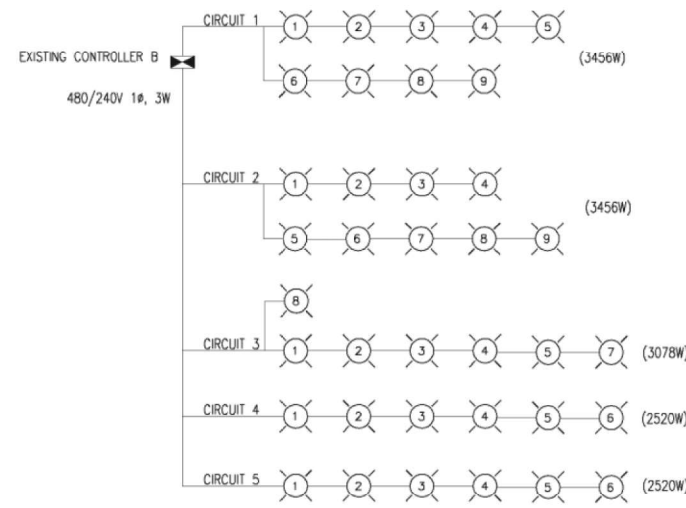 CIRCUIT 1 1 2 3 4 5
EXISTING CONTROLLER B
(3456W)
6 7 8 9
480/240V 1ø, 3W
CIRCUIT 2 1 2 3 4
(3456W)
5 6 7 8 9
8
CIRCUIT 3 1 2 3 4 5 7 (3078W)
CIRCUIT 4 1 2 3 4 5 6 (2520W)
CIRCUIT 5 1 2 3 4 5 6 (2520W)